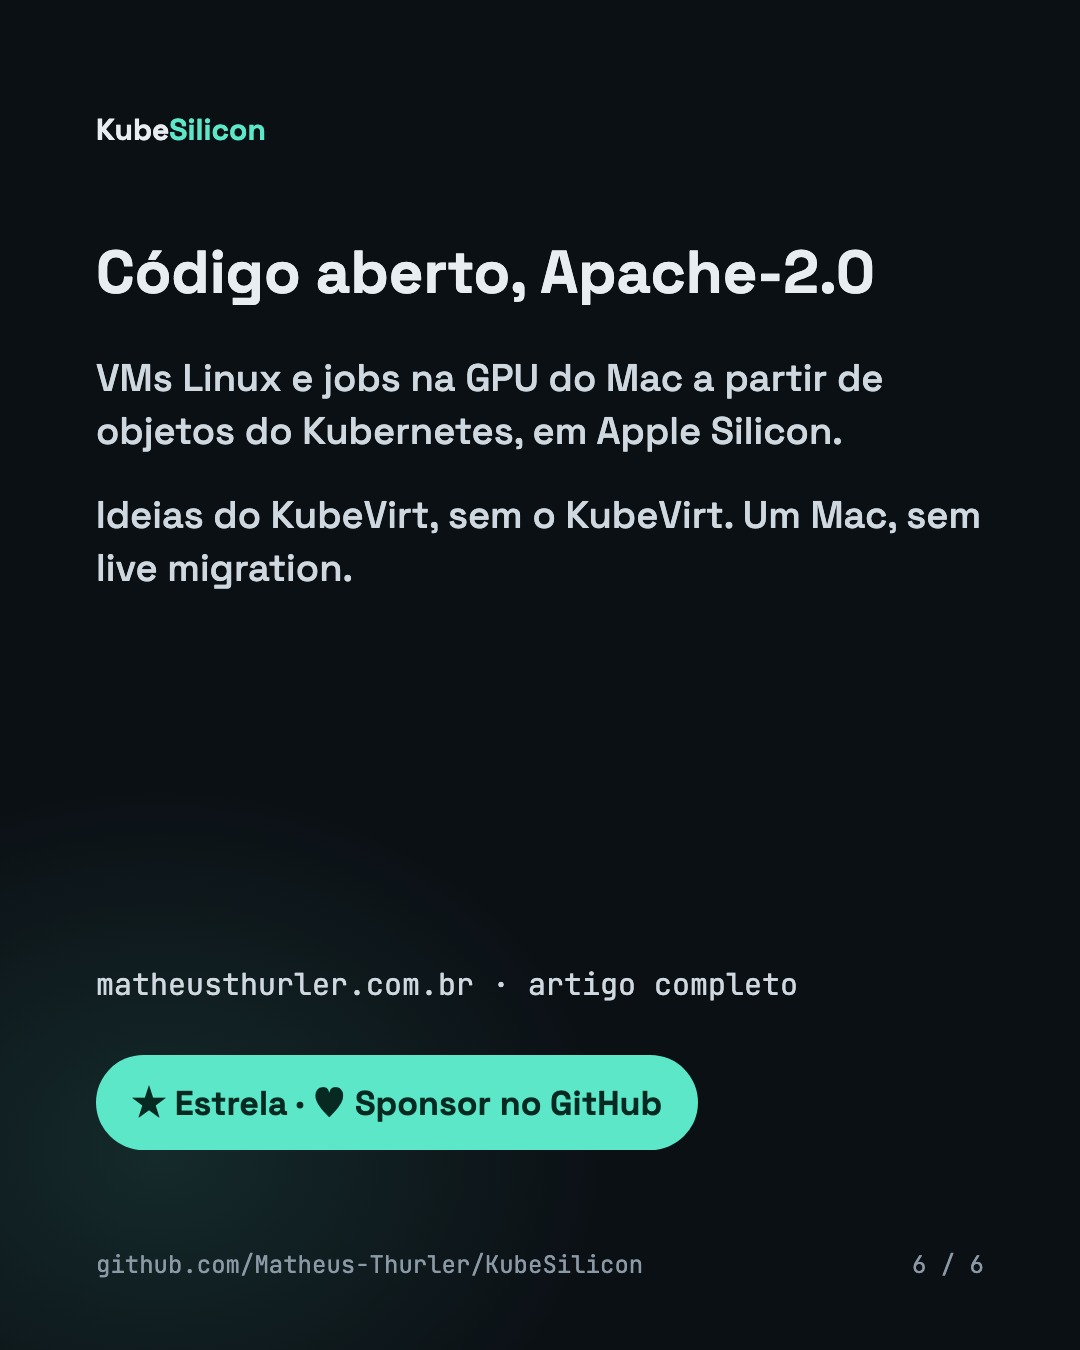 KubeSilicon
Código aberto, Apache-2.0
VMs Linux e jobs na GPU do Mac a partir de
objetos do Kubernetes, em Apple Silicon.
Ideias do KubeVirt, sem o KubeVirt. Um Mac, sem
live migration.
matheusthurler.com.br · artigo completo
★ Estrela · ♥ Sponsor no GitHub
github.com/Matheus-Thurler/KubeSilicon
6 / 6